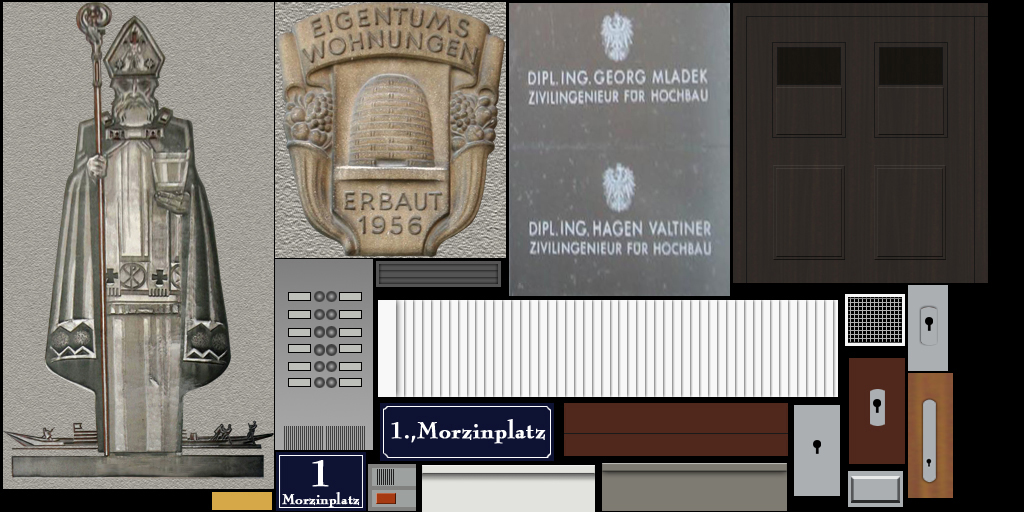 EIGENTUMS
WOHNUNGEN
ERBAUT
1956
DIPL.ING.GEORG MLADEK
ZIVILINGENIEUR FÜR HOCHBAU
DIPL.ING.HAGEN VALTINER
ZIVILINGENIEUR FÜR HOCHBAU
1.,Morzinplatz
1
Morzinplatz